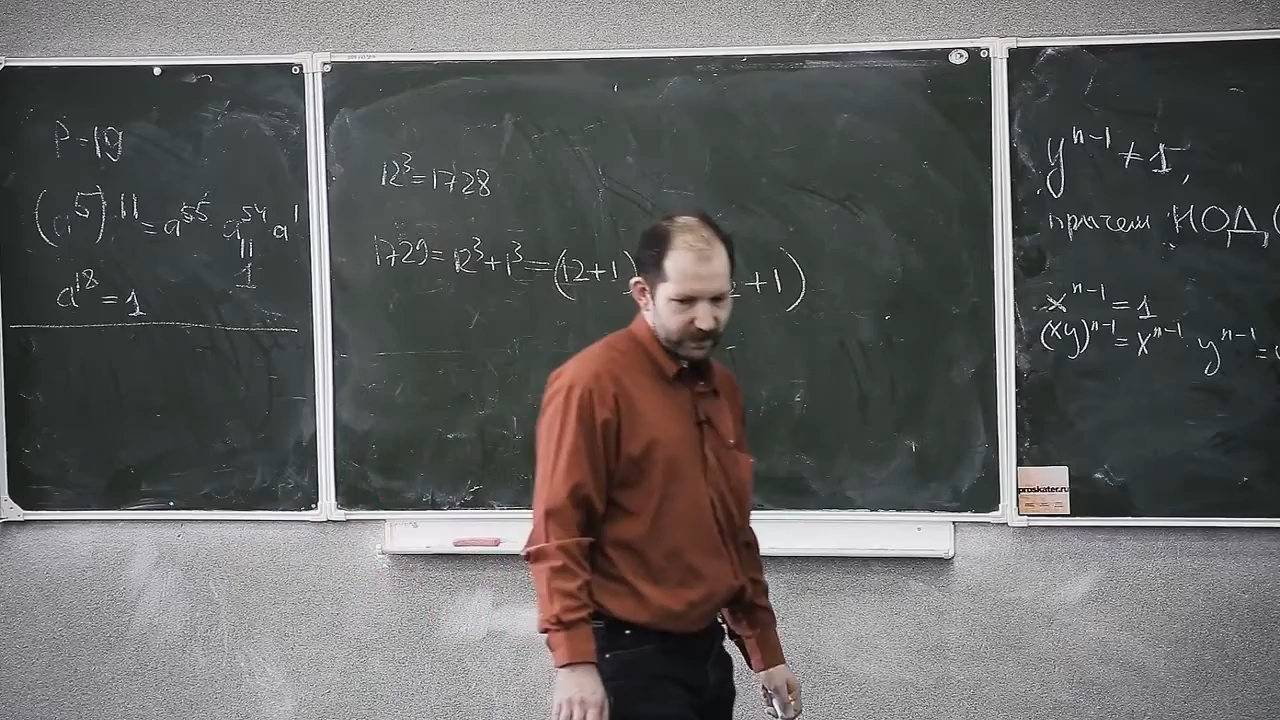 P=19
(a⁵)¹¹ = a⁵⁵ a⁵⁴ a¹
11
1
a¹⁸ = 1
12³=1728
1729= 12³+1³=(12+1) +1)
yⁿ⁻¹ ≠ 1,
причем НОД(
xⁿ⁻¹ = 1
(xy)ⁿ⁻¹ = xⁿ⁻¹ yⁿ⁻¹ =
proskater.ru